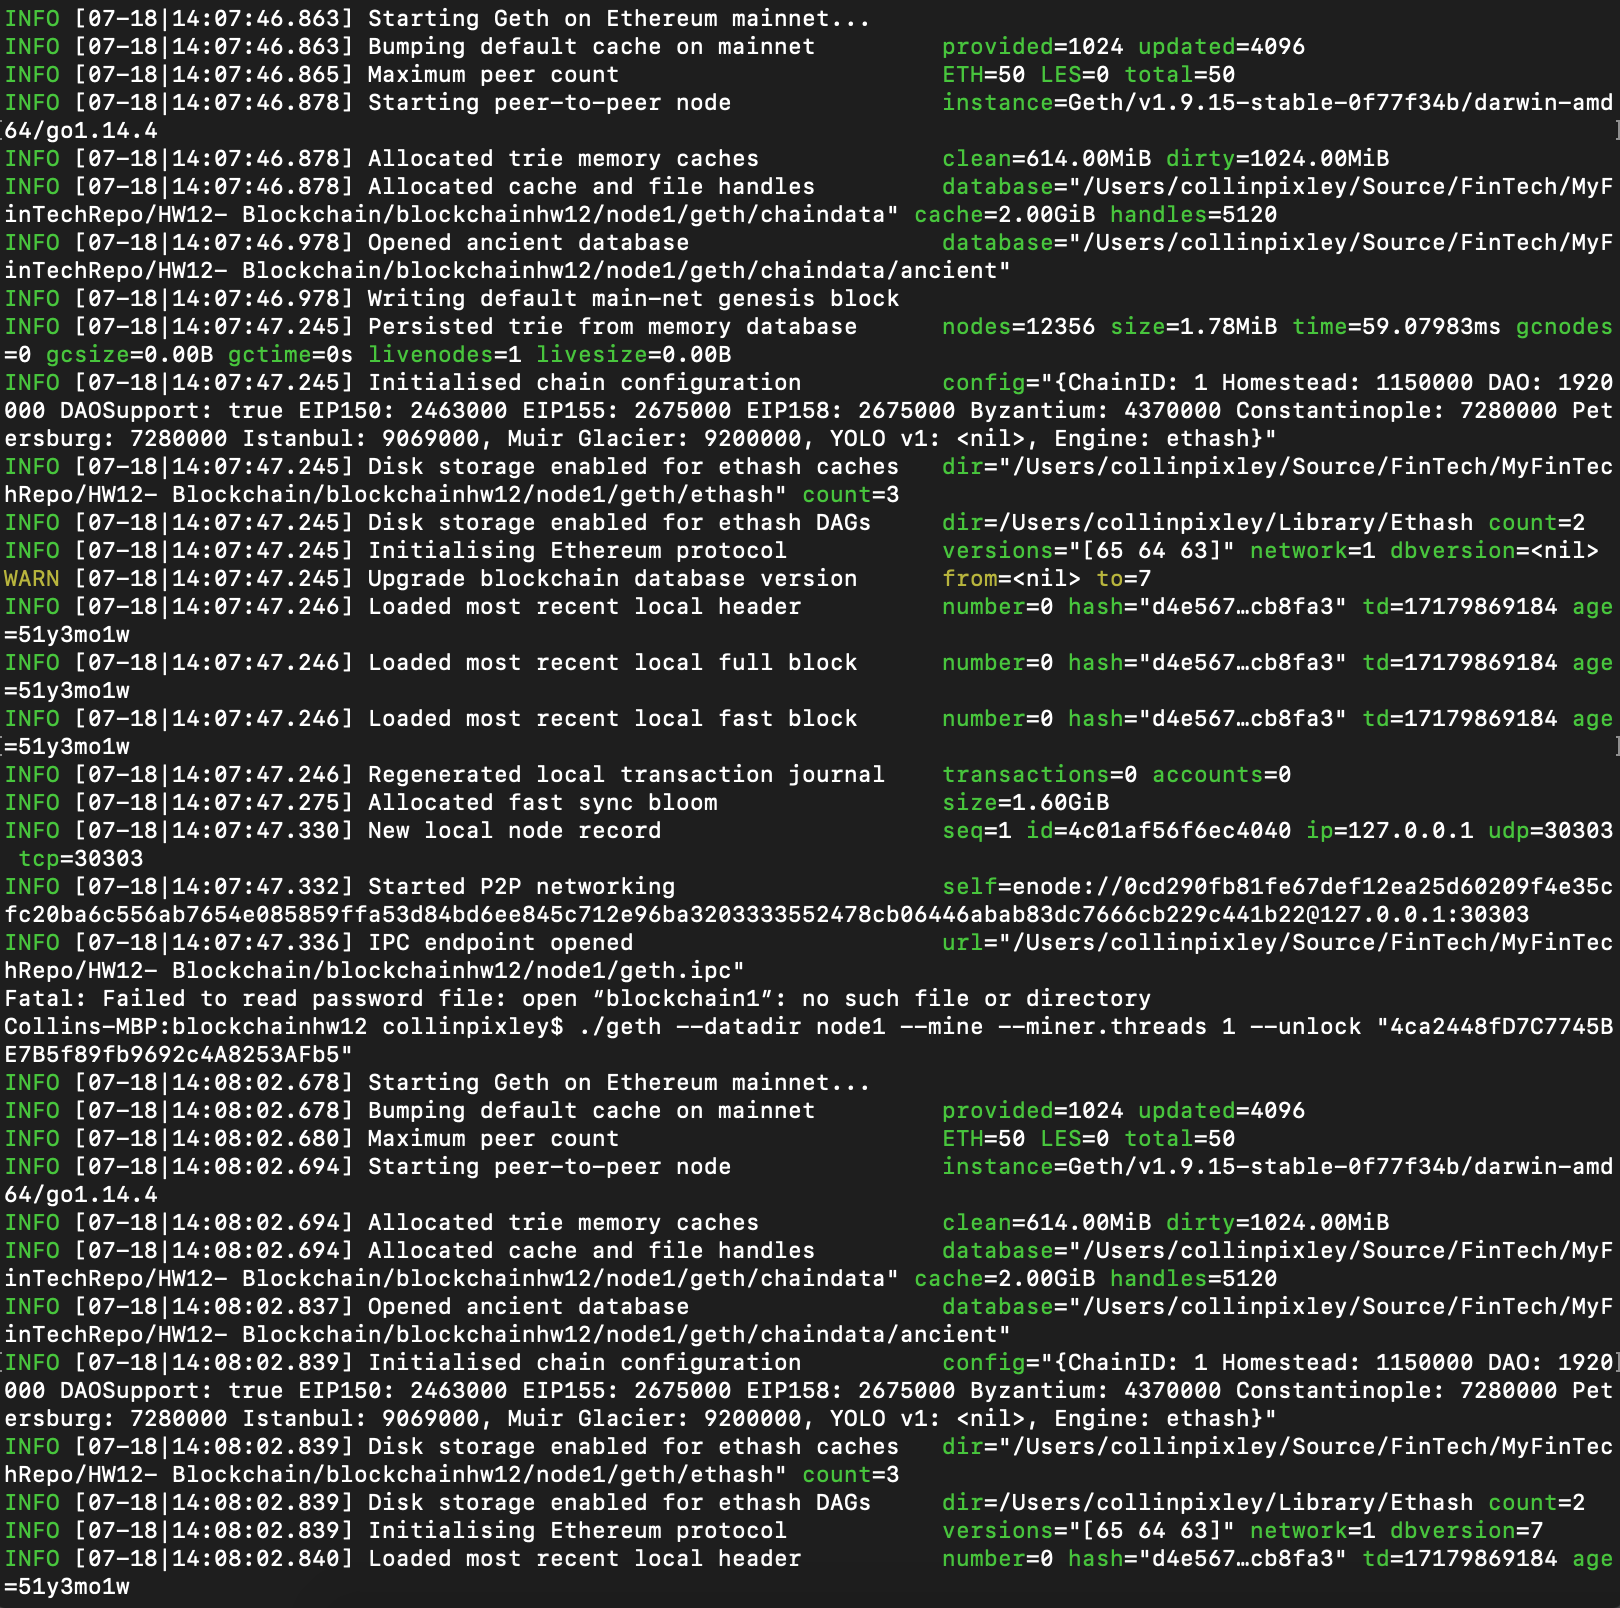 INFO [07-18|14:07:46.863] Starting Geth on Ethereum mainnet...
INFO [07-18|14:07:46.863] Bumping default cache on mainnet         provided=1024 updated=4096
INFO [07-18|14:07:46.865] Maximum peer count                       ETH=50 LES=0 total=50
INFO [07-18|14:07:46.878] Starting peer-to-peer node               instance=Geth/v1.9.15-stable-0f77f34b/darwin-amd
[64/go1.14.4                                                                                                       ]
INFO [07-18|14:07:46.878] Allocated trie memory caches             clean=614.00MiB dirty=1024.00MiB
INFO [07-18|14:07:46.878] Allocated cache and file handles         database="/Users/collinpixley/Source/FinTech/MyF
inTechRepo/HW12- Blockchain/blockchainhw12/node1/geth/chaindata" cache=2.00GiB handles=5120
INFO [07-18|14:07:46.978] Opened ancient database                  database="/Users/collinpixley/Source/FinTech/MyF
inTechRepo/HW12- Blockchain/blockchainhw12/node1/geth/chaindata/ancient"
INFO [07-18|14:07:46.978] Writing default main-net genesis block
INFO [07-18|14:07:47.245] Persisted trie from memory database      nodes=12356 size=1.78MiB time=59.07983ms gcnodes
=0 gcsize=0.00B gctime=0s livenodes=1 livesize=0.00B
INFO [07-18|14:07:47.245] Initialised chain configuration          config="{ChainID: 1 Homestead: 1150000 DAO: 1920
000 DAOSupport: true EIP150: 2463000 EIP155: 2675000 EIP158: 2675000 Byzantium: 4370000 Constantinople: 7280000 Pet
ersburg: 7280000 Istanbul: 9069000, Muir Glacier: 9200000, YOLO v1: <nil>, Engine: ethash}"
INFO [07-18|14:07:47.245] Disk storage enabled for ethash caches   dir="/Users/collinpixley/Source/FinTech/MyFinTec
hRepo/HW12- Blockchain/blockchainhw12/node1/geth/ethash" count=3
INFO [07-18|14:07:47.245] Disk storage enabled for ethash DAGs     dir=/Users/collinpixley/Library/Ethash count=2
INFO [07-18|14:07:47.245] Initialising Ethereum protocol           versions="[65 64 63]" network=1 dbversion=<nil>
WARN [07-18|14:07:47.245] Upgrade blockchain database version      from=<nil> to=7
INFO [07-18|14:07:47.246] Loaded most recent local header          number=0 hash="d4e567…cb8fa3" td=17179869184 age
=51y3mo1w
INFO [07-18|14:07:47.246] Loaded most recent local full block      number=0 hash="d4e567…cb8fa3" td=17179869184 age
=51y3mo1w
INFO [07-18|14:07:47.246] Loaded most recent local fast block      number=0 hash="d4e567…cb8fa3" td=17179869184 age
[=51y3mo1w                                                                                                         ]
INFO [07-18|14:07:47.246] Regenerated local transaction journal    transactions=0 accounts=0
INFO [07-18|14:07:47.275] Allocated fast sync bloom                size=1.60GiB
INFO [07-18|14:07:47.330] New local node record                    seq=1 id=4c01af56f6ec4040 ip=127.0.0.1 udp=30303
 tcp=30303
INFO [07-18|14:07:47.332] Started P2P networking                   self=enode://0cd290fb81fe67def12ea25d60209f4e35c
fc20ba6c556ab7654e085859ffa53d84bd6ee845c712e96ba3203333552478cb06446abab83dc7666cb229c441b22@127.0.0.1:30303
INFO [07-18|14:07:47.336] IPC endpoint opened                      url="/Users/collinpixley/Source/FinTech/MyFinTec
hRepo/HW12- Blockchain/blockchainhw12/node1/geth.ipc"
Fatal: Failed to read password file: open “blockchain1”: no such file or directory
Collins-MBP:blockchainhw12 collinpixley$ ./geth --datadir node1 --mine --miner.threads 1 --unlock "4ca2448fD7C7745B
E7B5f89fb9692c4A8253AFb5"
INFO [07-18|14:08:02.678] Starting Geth on Ethereum mainnet...
INFO [07-18|14:08:02.678] Bumping default cache on mainnet         provided=1024 updated=4096
INFO [07-18|14:08:02.680] Maximum peer count                       ETH=50 LES=0 total=50
INFO [07-18|14:08:02.694] Starting peer-to-peer node               instance=Geth/v1.9.15-stable-0f77f34b/darwin-amd
64/go1.14.4
INFO [07-18|14:08:02.694] Allocated trie memory caches             clean=614.00MiB dirty=1024.00MiB
INFO [07-18|14:08:02.694] Allocated cache and file handles         database="/Users/collinpixley/Source/FinTech/MyF
inTechRepo/HW12- Blockchain/blockchainhw12/node1/geth/chaindata" cache=2.00GiB handles=5120
INFO [07-18|14:08:02.837] Opened ancient database                  database="/Users/collinpixley/Source/FinTech/MyF
inTechRepo/HW12- Blockchain/blockchainhw12/node1/geth/chaindata/ancient"
[INFO [07-18|14:08:02.839] Initialised chain configuration          config="{ChainID: 1 Homestead: 1150000 DAO: 1920]
000 DAOSupport: true EIP150: 2463000 EIP155: 2675000 EIP158: 2675000 Byzantium: 4370000 Constantinople: 7280000 Pet
ersburg: 7280000 Istanbul: 9069000, Muir Glacier: 9200000, YOLO v1: <nil>, Engine: ethash}"
INFO [07-18|14:08:02.839] Disk storage enabled for ethash caches   dir="/Users/collinpixley/Source/FinTech/MyFinTec
hRepo/HW12- Blockchain/blockchainhw12/node1/geth/ethash" count=3
INFO [07-18|14:08:02.839] Disk storage enabled for ethash DAGs     dir=/Users/collinpixley/Library/Ethash count=2
INFO [07-18|14:08:02.839] Initialising Ethereum protocol           versions="[65 64 63]" network=1 dbversion=7
INFO [07-18|14:08:02.840] Loaded most recent local header          number=0 hash="d4e567…cb8fa3" td=17179869184 age
=51y3mo1w